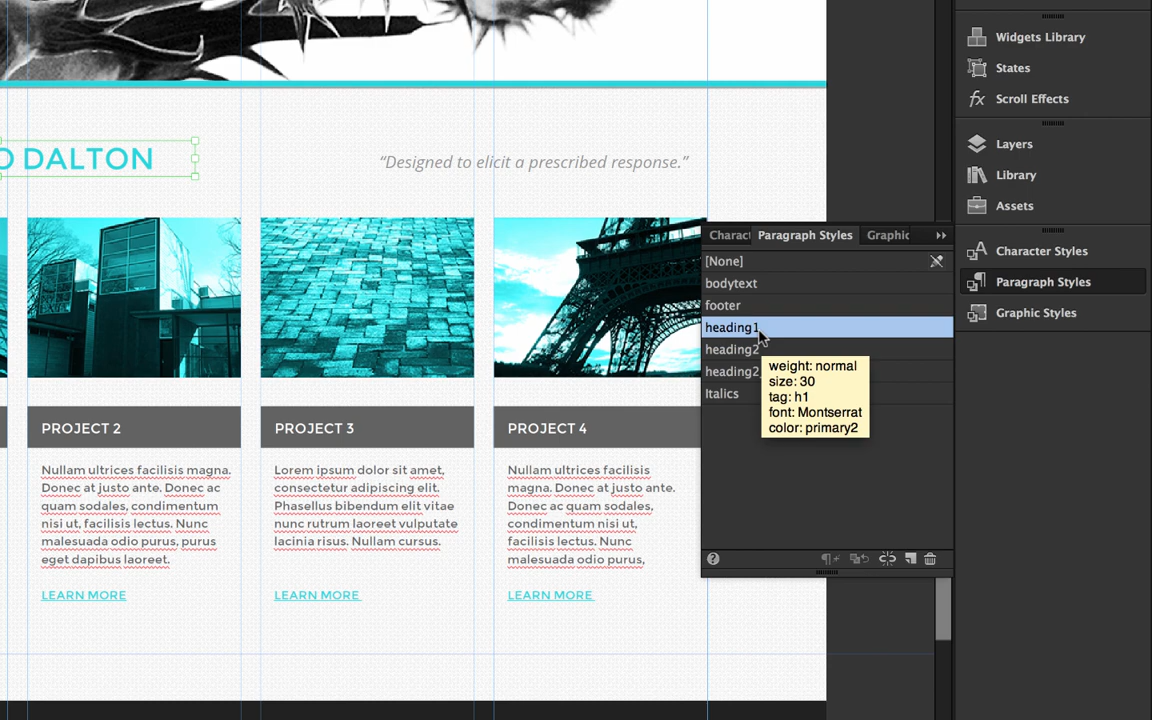 Widgets Library
States
Scroll Effects
Layers
Library
Assets
Character Styles
Paragraph Styles
Graphic Styles
DALTON
“Designed to elicit a prescribed response.”
Charac Paragraph Styles Graphic
[None]
bodytext
footer
heading1
heading2
heading2
Italics
weight: normal
size: 30
tag: h1
font: Montserrat
color: primary2
PROJECT 2
Nullam ultrices facilisis magna.
Donec at justo ante. Donec ac
quam sodales, condimentum
nisi ut, facilisis lectus. Nunc
malesuada odio purus, purus
eget dapibus laoreet.
LEARN MORE
PROJECT 3
Lorem ipsum dolor sit amet,
consectetur adipiscing elit.
Phasellus bibendum elit vitae
nunc rutrum laoreet vulputate
lacinia risus. Nullam cursus.
LEARN MORE
PROJECT 4
Nullam ultrices facilisis
magna. Donec at justo ante.
Donec ac quam sodales,
condimentum nisi ut,
facilisis lectus. Nunc
malesuada odio purus,
LEARN MORE